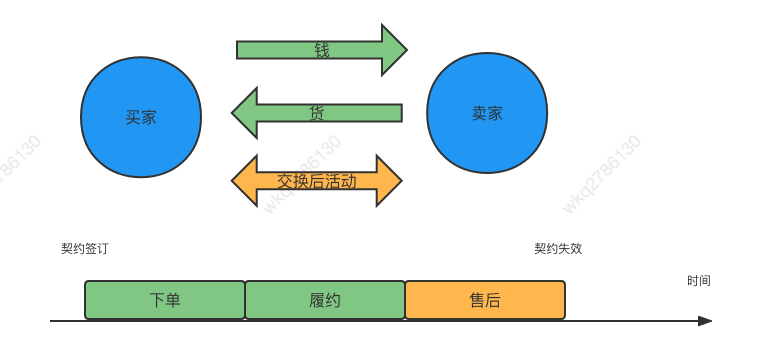 钱
买家
货
卖家
交换后活动
契约签订
契约失效
时间
下单
履约
售后
wkq2786130
wkq2786130